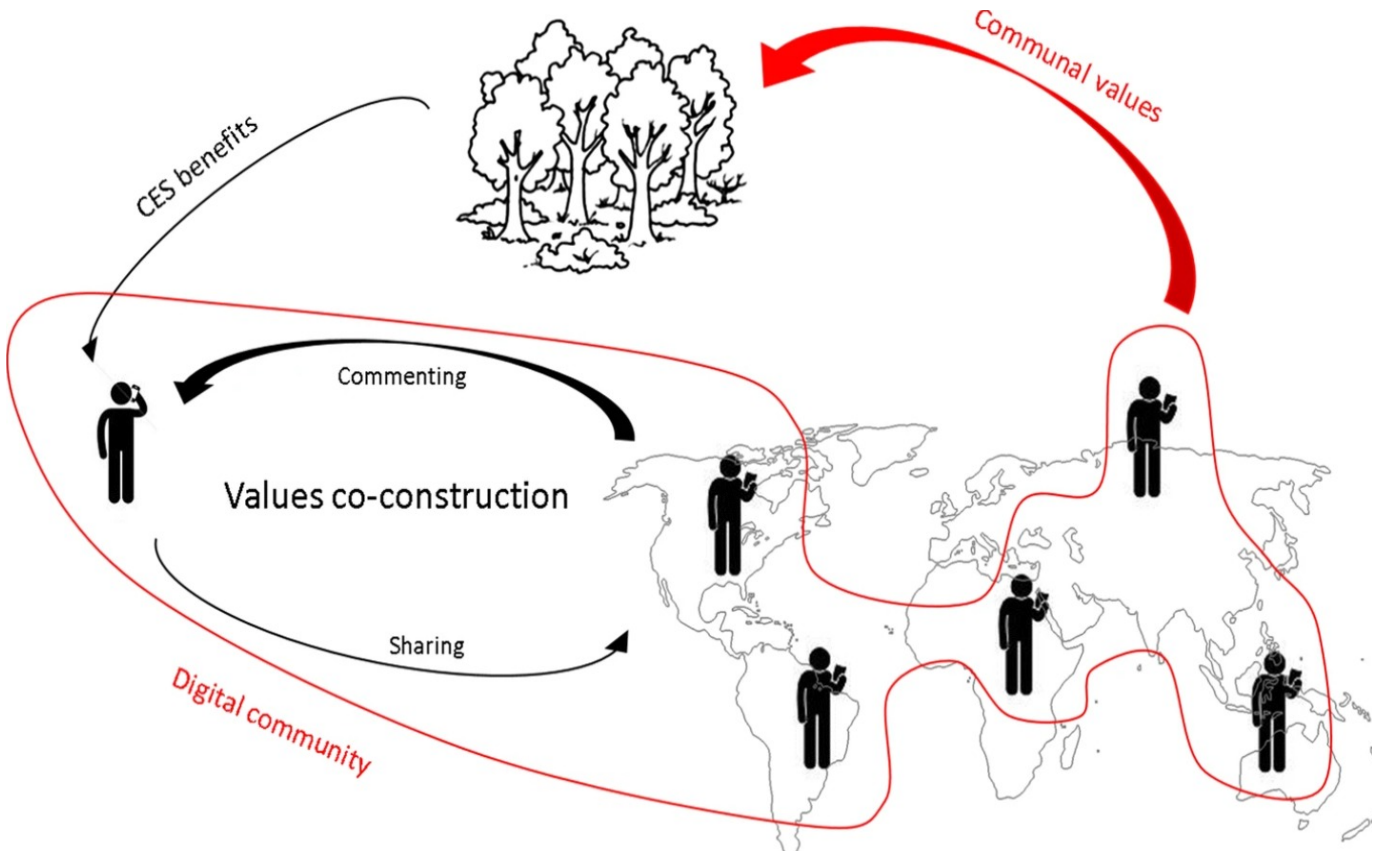 Communal values
CES benefits
Commenting
Values co-construction
Sharing
Digital community